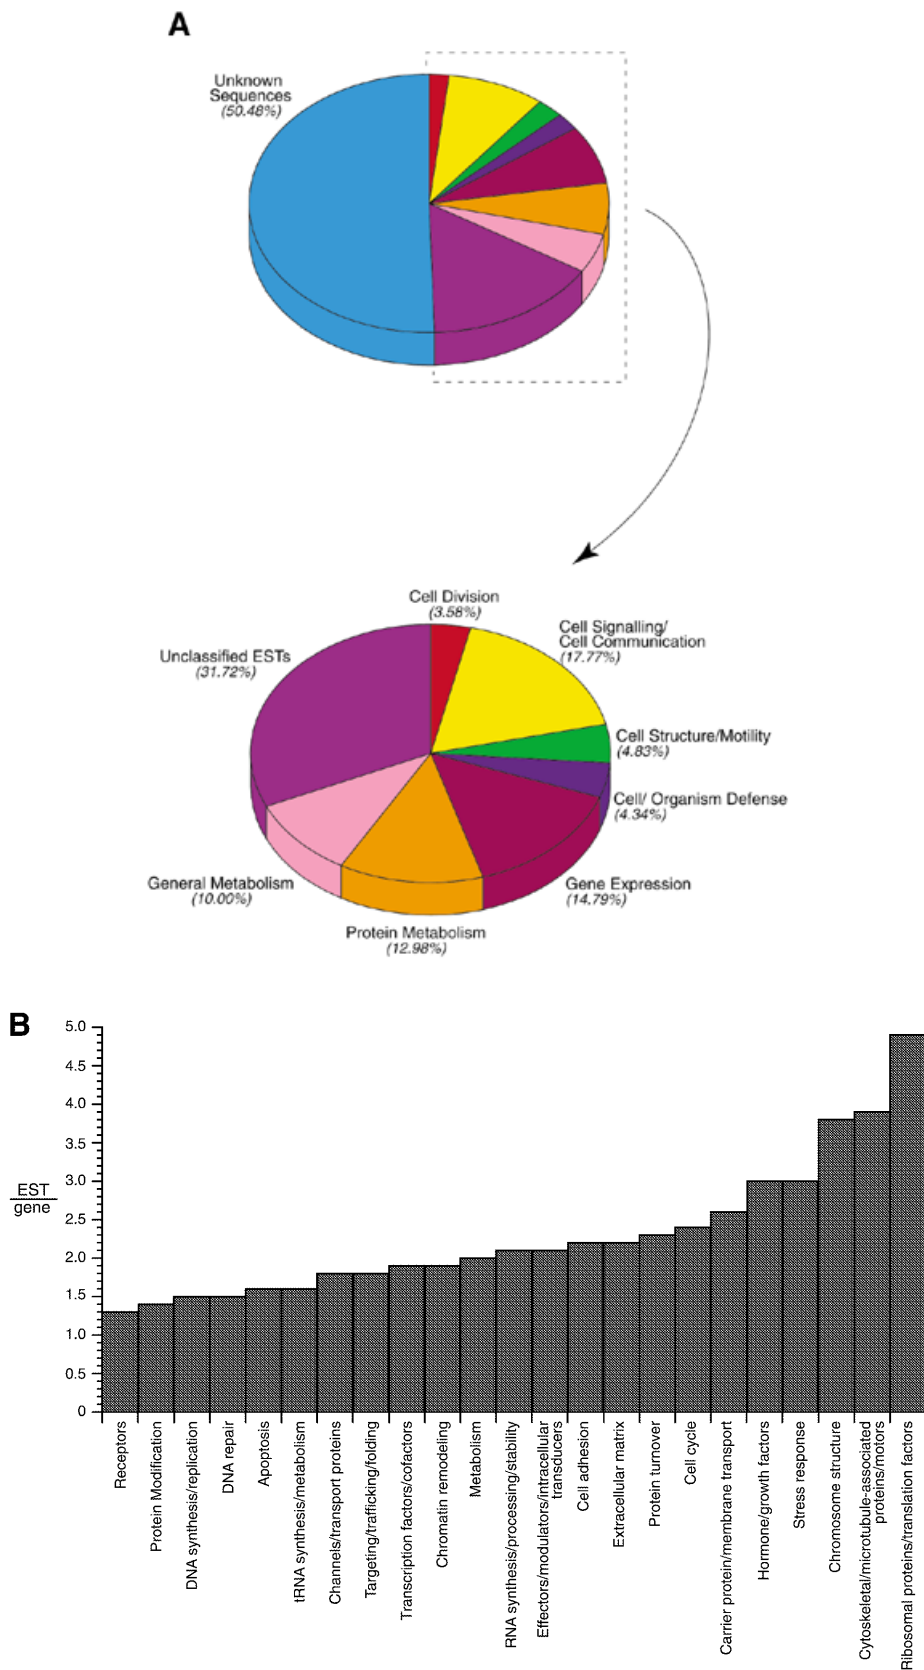 A
Unknown
Sequences
(50.48%)
Cell Division
(3.58%)
Cell Signalling/
Cell Communication
(17.77%)
Unclassified ESTs
(31.72%)
Cell Structure/Motility
(4.83%)
Cell/ Organism Defense
(4.34%)
General Metabolism
(10.00%)
Gene Expression
(14.79%)
Protein Metabolism
(12.98%)
B
5.0
4.5
4.0
3.5
3.0
2.5
2.0
1.5
1.0
0.5
0
EST
gene
Receptors
Protein Modification
DNA synthesis/replication
DNA repair
Apoptosis
tRNA synthesis/metabolism
Channels/transport proteins
Targeting/trafficking/folding
Transcription factors/cofactors
Chromatin remodeling
Metabolism
RNA synthesis/processing/stability
Effectors/modulators/intracellular
transducers
Cell adhesion
Extracellular matrix
Protein turnover
Cell cycle
Carrier protein/membrane transport
Hormone/growth factors
Stress response
Chromosome structure
Cytoskeletal/microtubule-associated
proteins/motors
Ribosomal proteins/translation factors